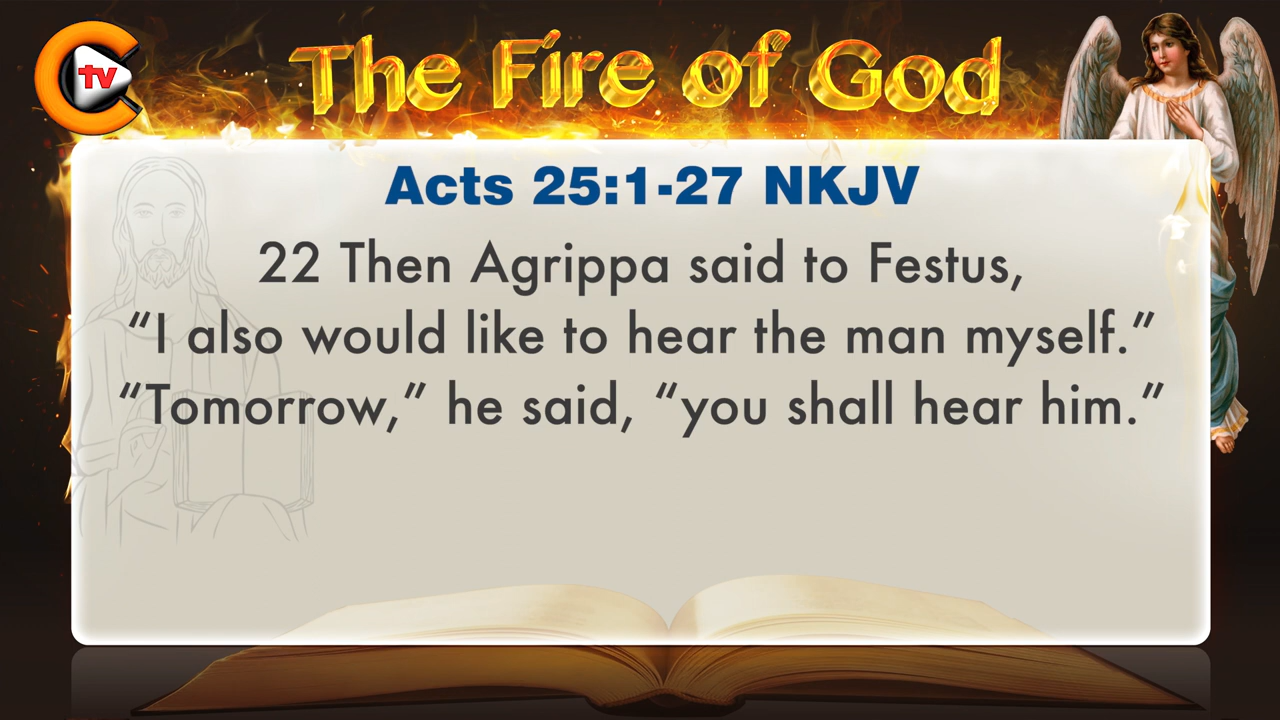 tv
The Fire of God
Acts 25:1-27 NKJV
22 Then Agrippa said to Festus,
“I also would like to hear the man myself.”
“Tomorrow,” he said, “you shall hear him.”